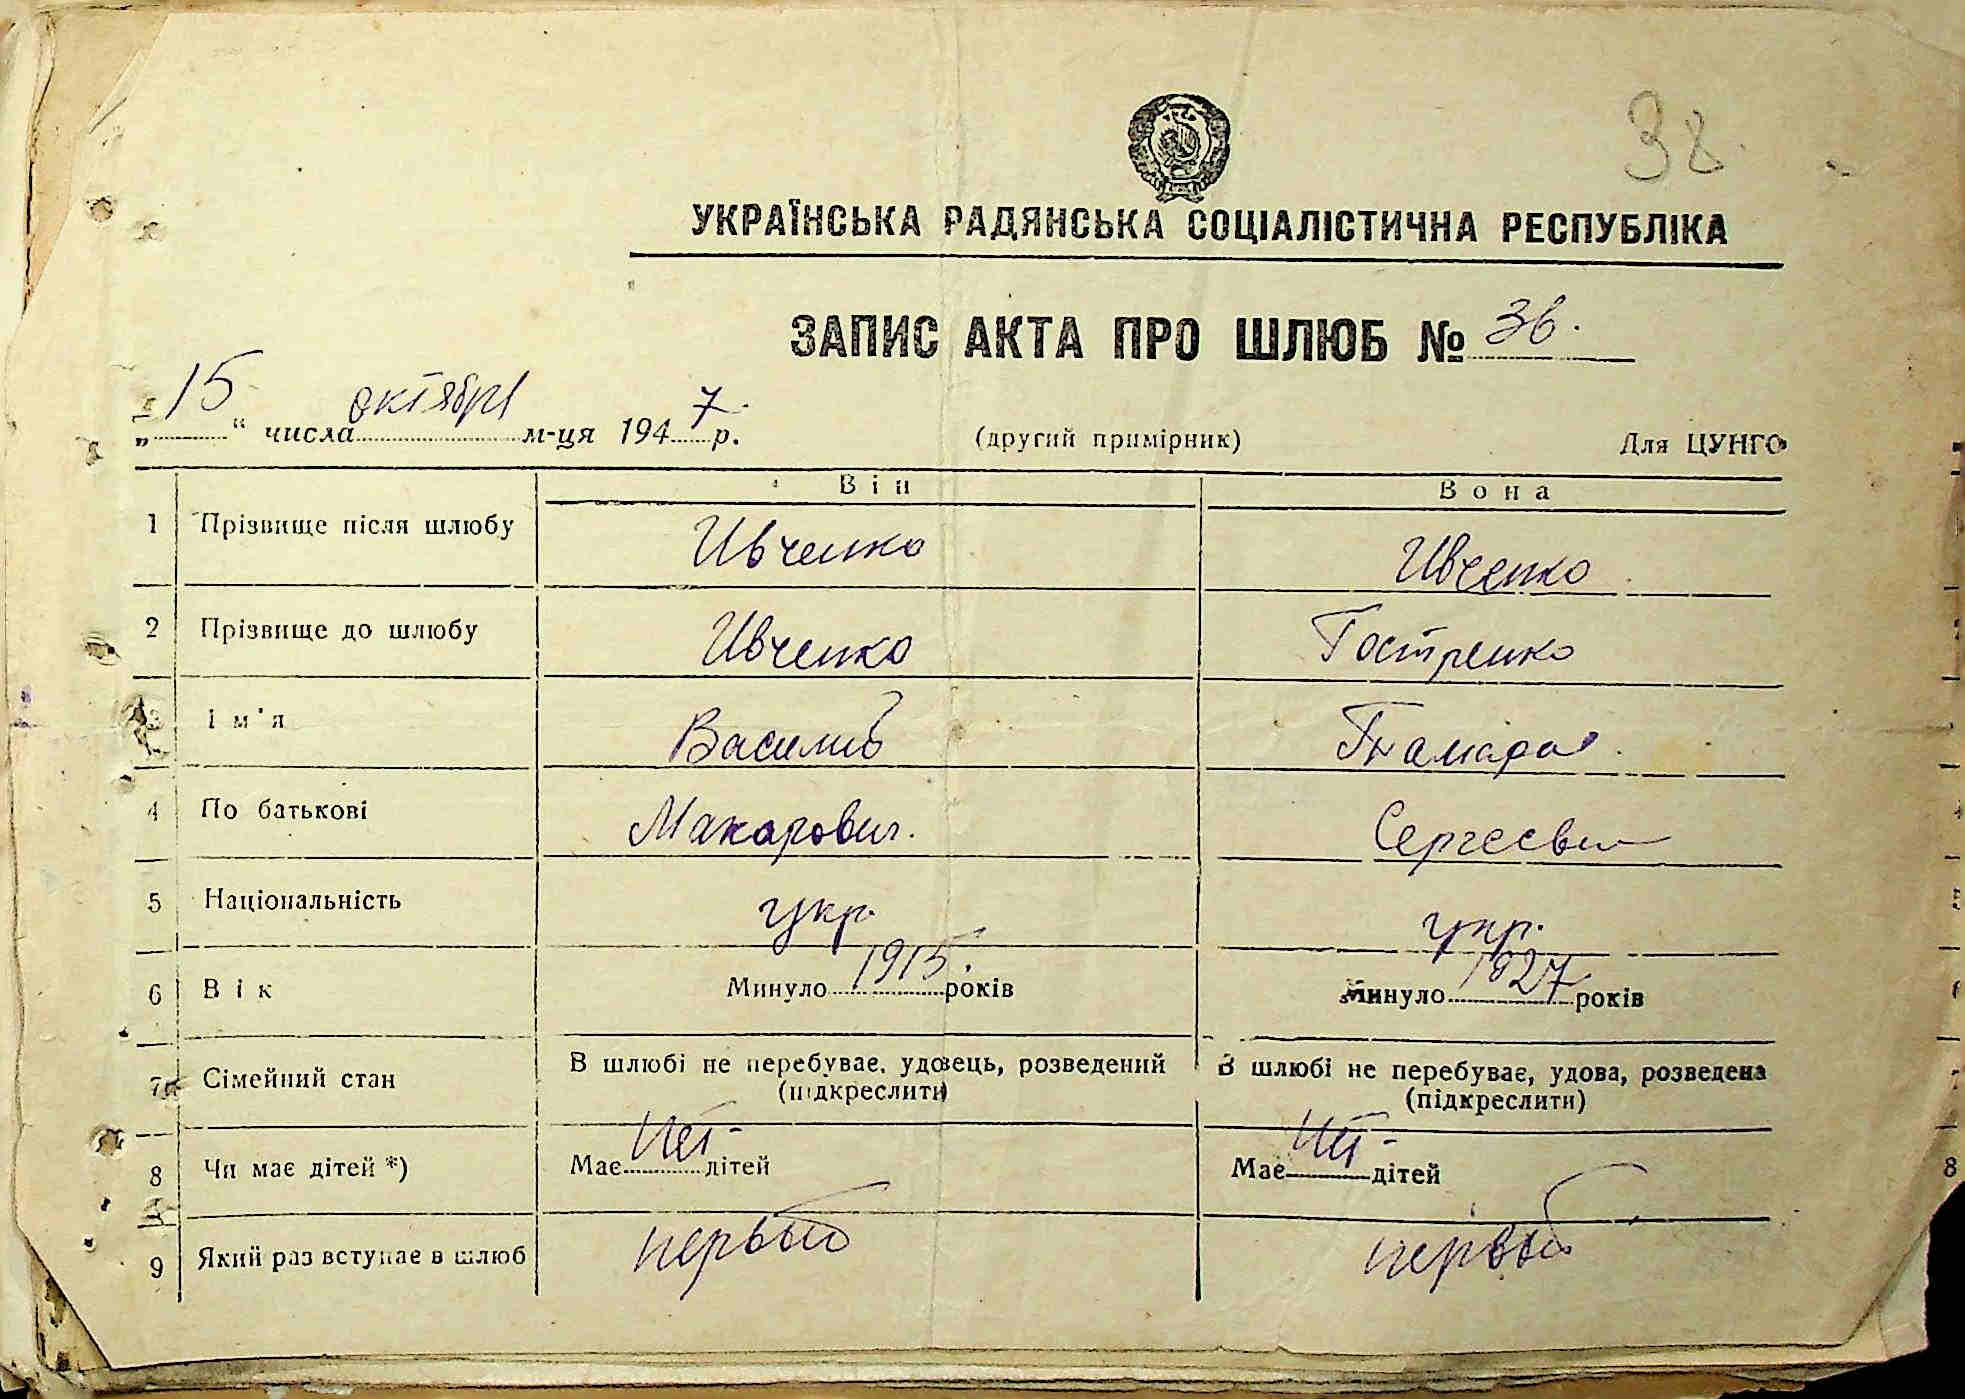 38.
УКРАЇНСЬКА РАДЯНСЬКА СОЦІАЛІСТИЧНА РЕСПУБЛІКА
ЗАПИС АКТА ПРО ШЛЮБ № 36.
„15“ числа октября м-ця 1947 р. (другий примірник) Для ЦУНГО
Він Вона
1 Прізвище після шлюбу Ивченко Ивченко
2 Прізвище до шлюбу Ивченко Гостренко
3 Ім'я Василий Тамара
4 По батькові Макарович. Сергеевн
5 Національність укр. укр.
6 Вік Минуло 1915 років Минуло 1927 років
7 Сімейний стан В шлюбі не перебуває, удовець, розведений (підкреслити) В шлюбі не перебуває, удова, розведена (підкреслити)
8 Чи має дітей *) Має нет дітей Має нет дітей 8
9 Який раз вступає в шлюб первый первый